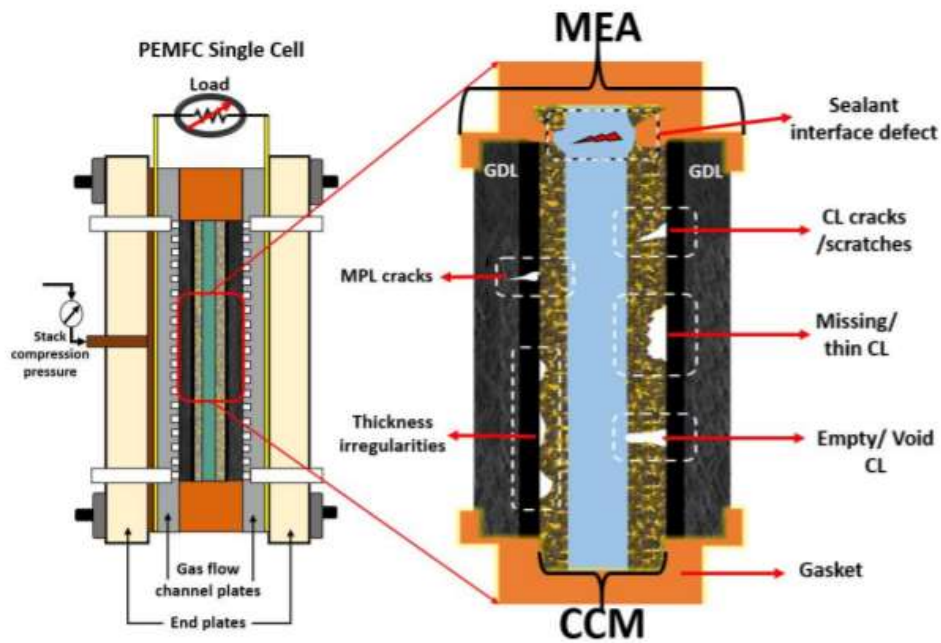 PEMFC Single Cell
Load
Stack
compression
pressure
Gas flow
channel plates
End plates
MEA
Sealant
interface defect
GDL
GDL
CL cracks
/scratches
MPL cracks
Missing/
thin CL
Thickness
irregularities
Empty/ Void
CL
Gasket
CCM